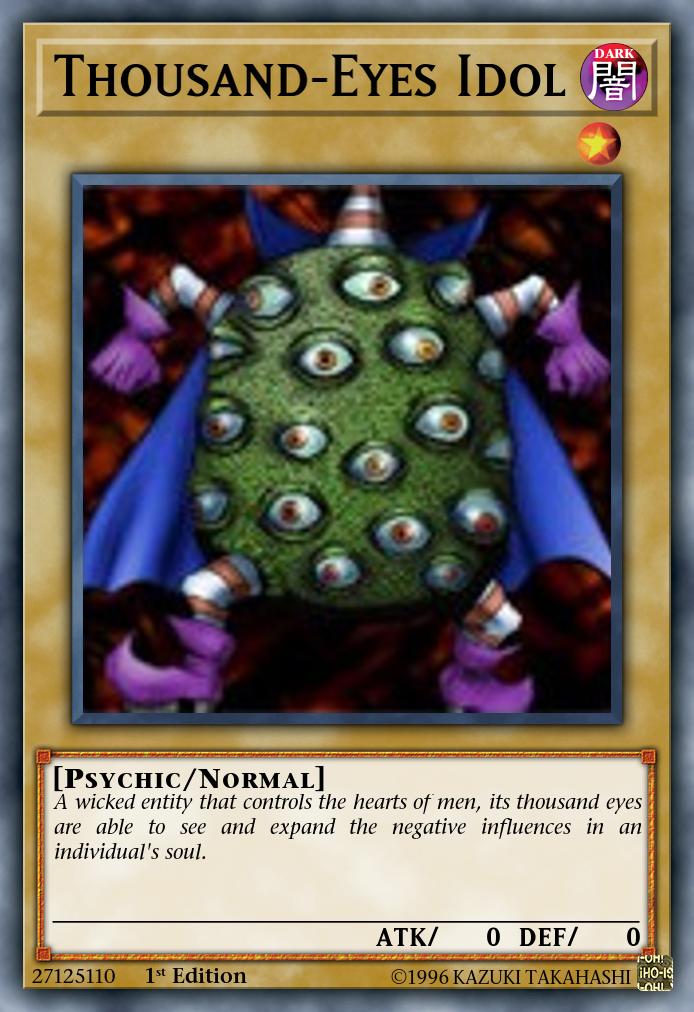 Thousand-Eyes Idol
DARK
闇
[Psychic/Normal]
A wicked entity that controls the hearts of men, its thousand eyes
are able to see and expand the negative influences in an
individual's soul.
ATK/ 0 DEF/ 0
27125110 1st Edition ©1996 KAZUKI TAKAHASHI